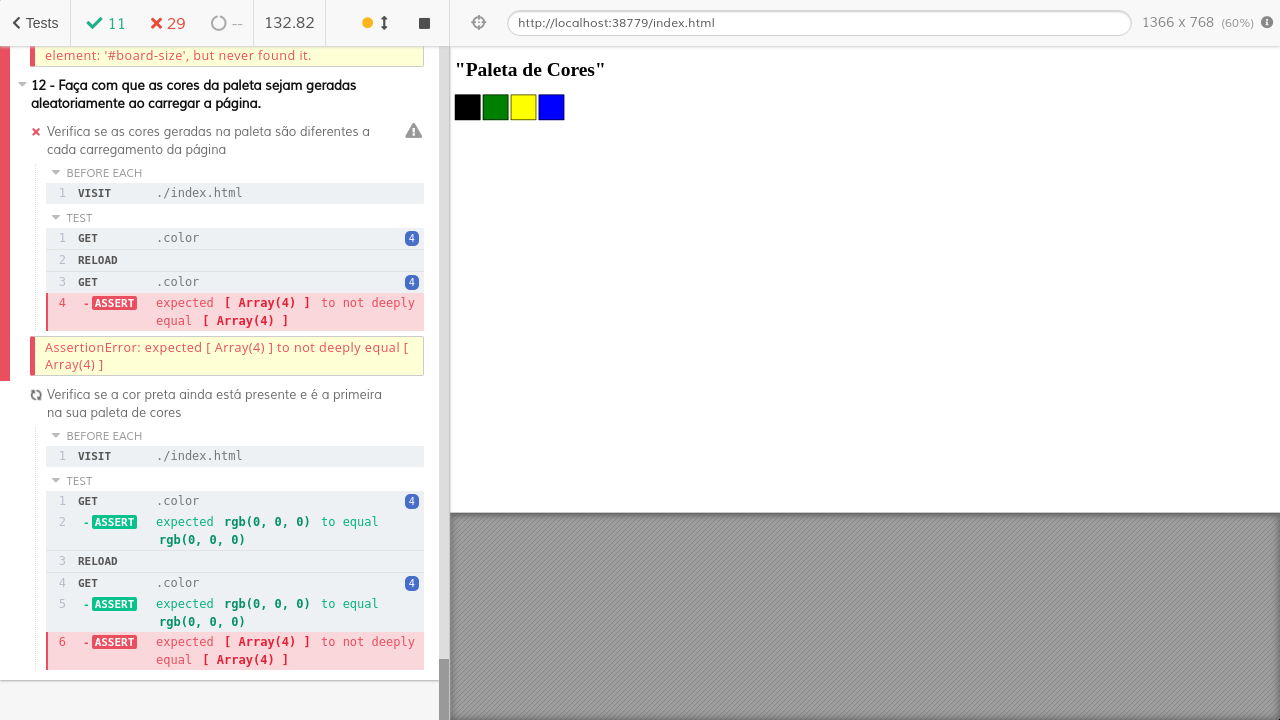 Tests
11
29
--
132.82
http://localhost:38779/index.html
1366 x 768 (60%)
element: '#board-size', but never found it.
12 - Faça com que as cores da paleta sejam geradas
aleatoriamente ao carregar a página.
Verifica se as cores geradas na paleta são diferentes a
cada carregamento da página
BEFORE EACH
1 VISIT ./index.html
TEST
1 GET .color 4
2 RELOAD
3 GET .color 4
4 -ASSERT expected [ Array(4) ] to not deeply
equal [ Array(4) ]
AssertionError: expected [ Array(4) ] to not deeply equal [
Array(4) ]
Verifica se a cor preta ainda está presente e é a primeira
na sua paleta de cores
BEFORE EACH
1 VISIT ./index.html
TEST
1 GET .color 4
2 -ASSERT expected rgb(0, 0, 0) to equal
rgb(0, 0, 0)
3 RELOAD
4 GET .color 4
5 -ASSERT expected rgb(0, 0, 0) to equal
rgb(0, 0, 0)
6 -ASSERT expected [ Array(4) ] to not deeply
equal [ Array(4) ]
"Paleta de Cores"